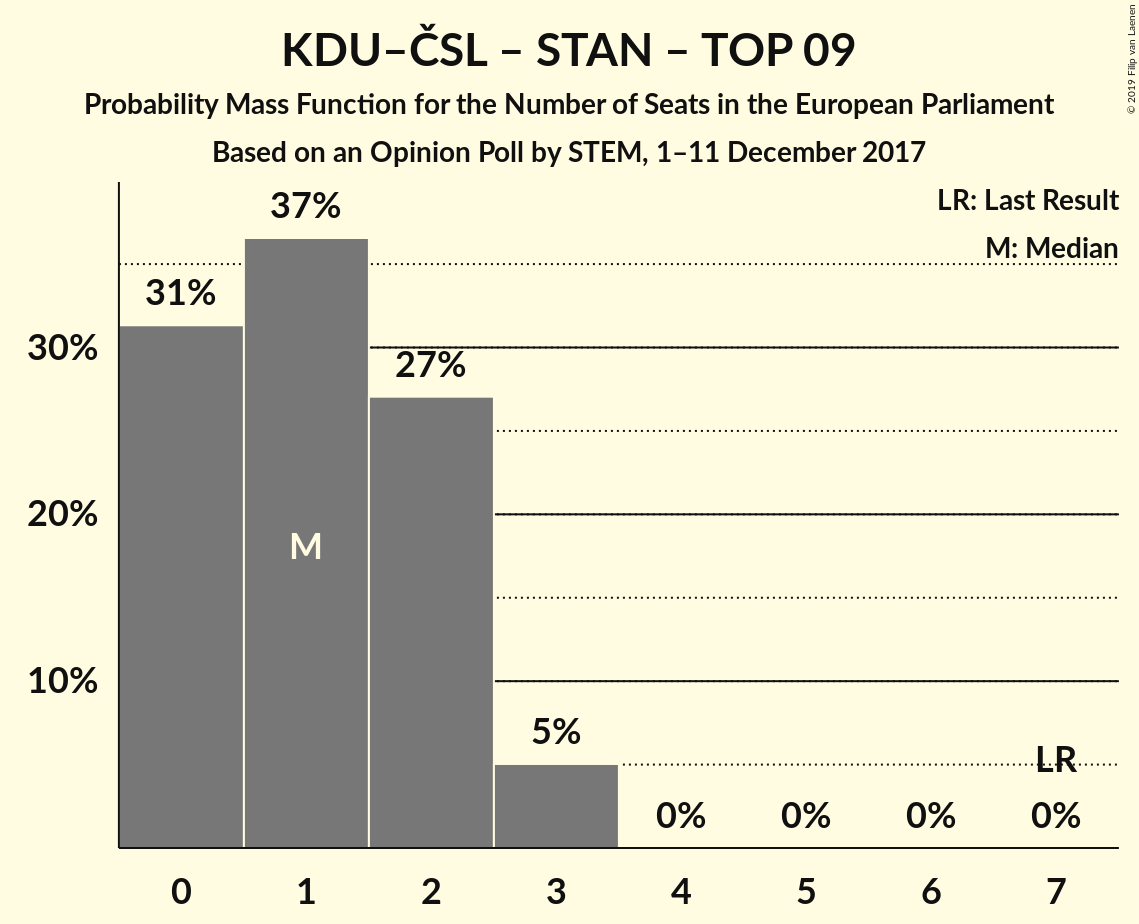 KDU–ČSL – STAN – TOP 09
Probability Mass Function for the Number of Seats in the European Parliament
Based on an Opinion Poll by STEM, 1–11 December 2017
© 2019 Filip van Laenen
LR: Last Result
M: Median
37%
31%
30%
27%
20%
M
10%
5%
LR
0% 0% 0% 0%
0 1 2 3 4 5 6 7